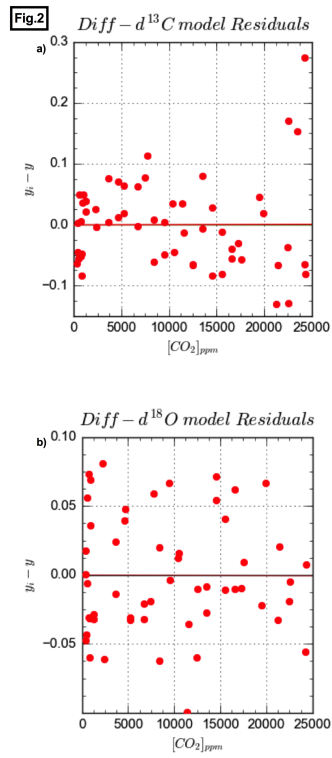 Fig.2
Diff − d¹³C model Residuals
a)
0.3
0.2
0.1
0.0
−0.1
yᵢ − y
0 5000 10000 15000 20000 25000
[CO₂]ₚₚₘ
Diff − d¹⁸O model Residuals
b)
0.10
0.05
0.00
−0.05
yᵢ − y
0 5000 10000 15000 20000 25000
[CO₂]ₚₚₘ